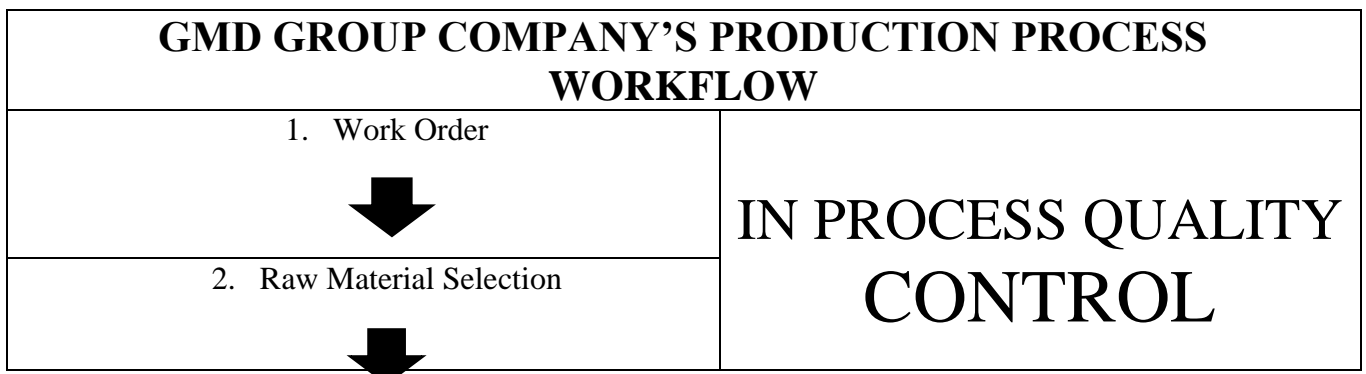 GMD GROUP COMPANY’S PRODUCTION PROCESS
WORKFLOW
1. Work Order
2. Raw Material Selection
IN PROCESS QUALITY
CONTROL